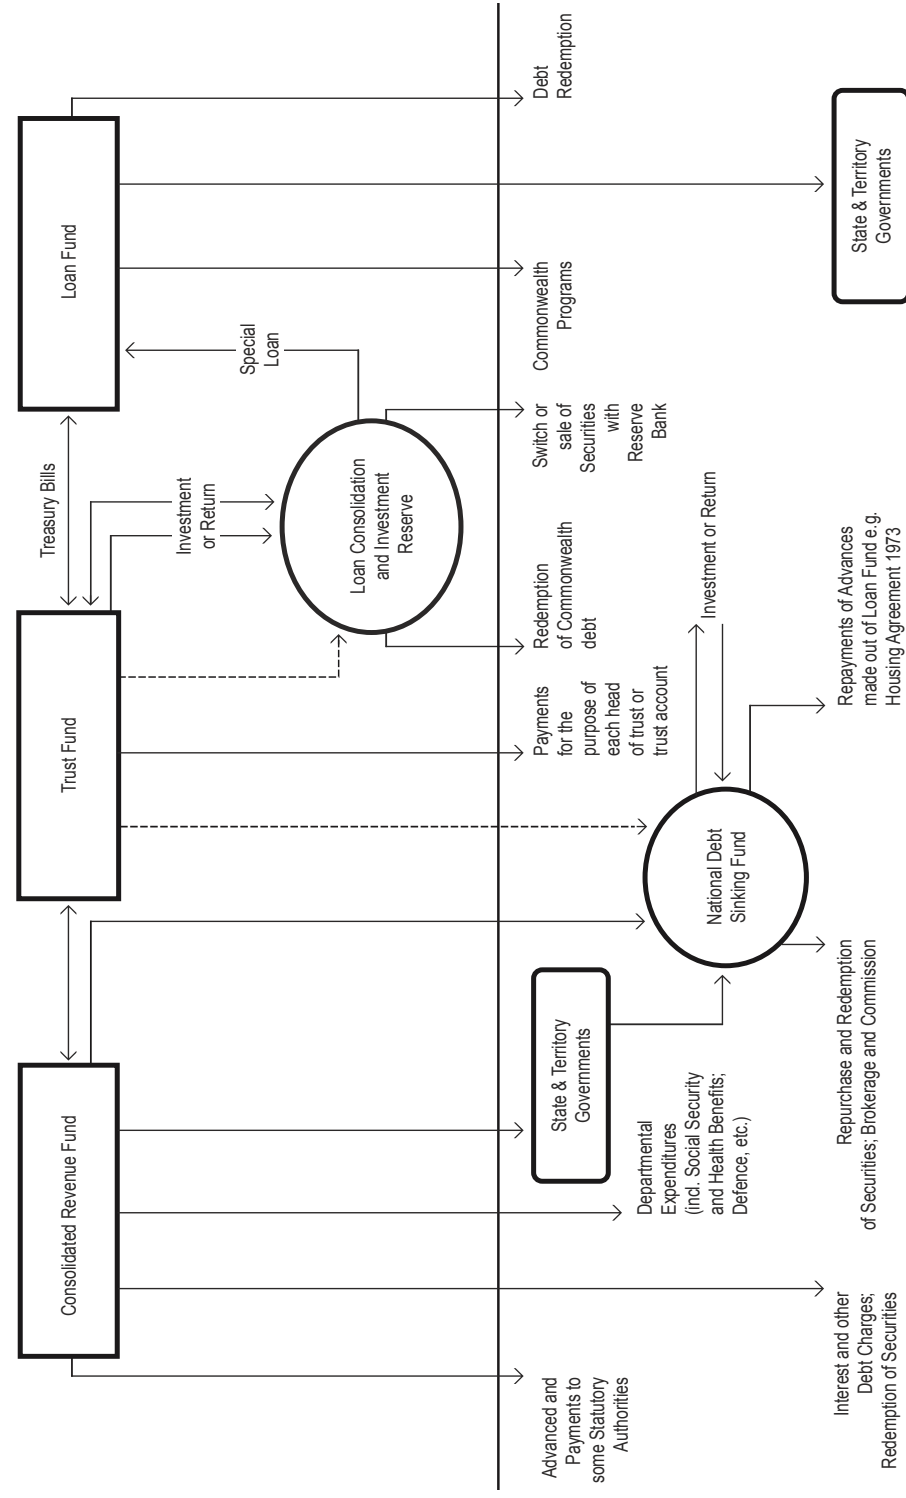 Consolidated Revenue Fund
Trust Fund
Loan Fund
Treasury Bills
Investment
or Return
Special
Loan
Loan Consolidation
and Investment
Reserve
Advanced and
Payments to
some Statutory
Authorities
State & Territory
Governments
Departmental
Expenditures
(incl. Social Security
and Health Benefits;
Defence, etc.)
Payments
for the
purpose of
each head
of trust or
trust account
Redemption
of Commonwealth
debt
Switch or
sale of
Securities
with
Reserve
Bank
Commonwealth
Programs
Debt
Redemption
National Debt
Sinking Fund
Investment or Return
Interest and other
Debt Charges;
Redemption of Securities
Repurchase and Redemption
of Securities; Brokerage and Commission
Repayments of Advances
made out of Loan Fund e.g.
Housing Agreement 1973
State & Territory
Governments